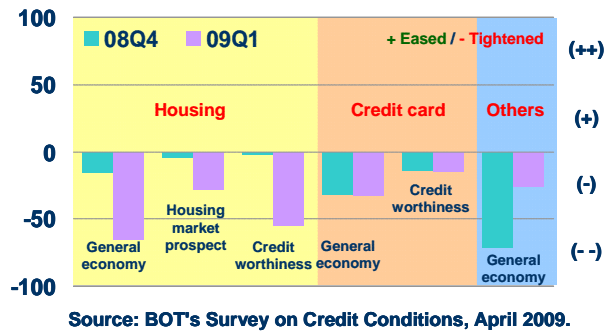 100
50
0
-50
-100
08Q4
09Q1
+ Eased / - Tightened
Housing
Credit card
Others
General
economy
Housing
market
prospect
Credit
worthiness
General
economy
Credit
worthiness
General
economy
(++)
(+)
(-)
(- -)
Source: BOT's Survey on Credit Conditions, April 2009.